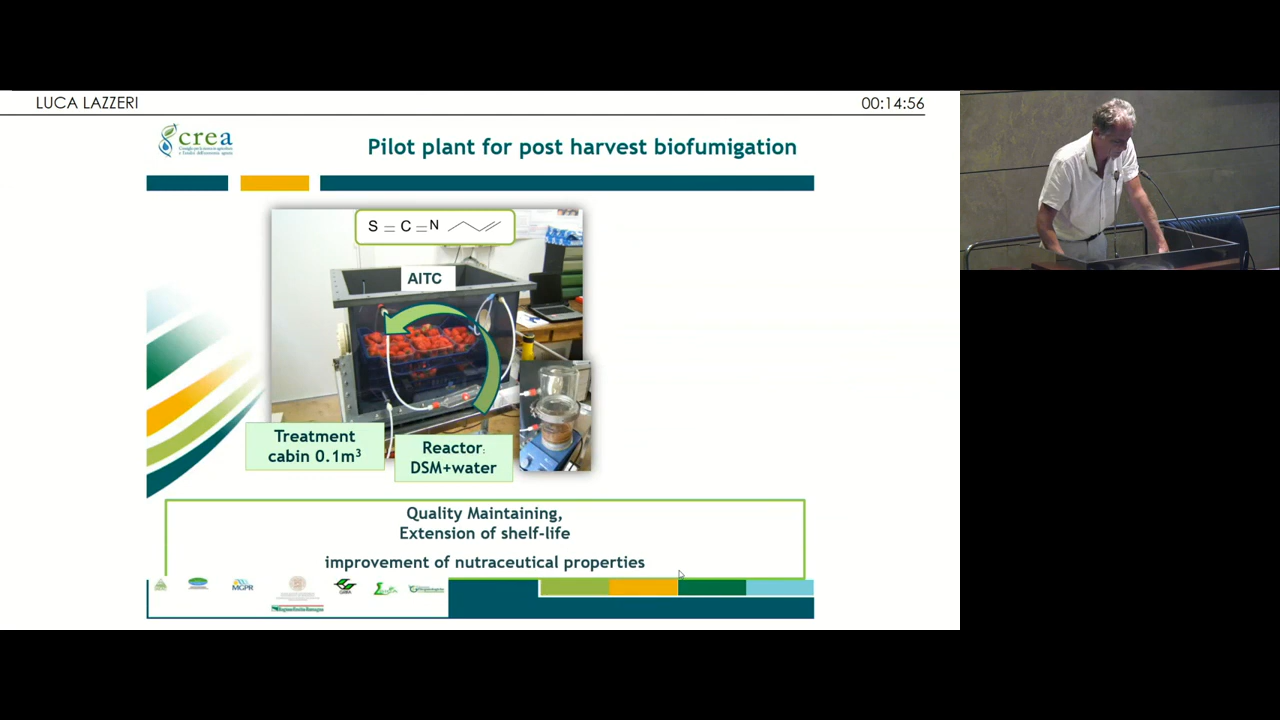 LUCA LAZZERI
00:14:56
crea
Pilot plant for post harvest biofumigation
S = C = N
AITC
Treatment
cabin 0.1m³
Reactor:
DSM+water
Quality Maintaining,
Extension of shelf-life
improvement of nutraceutical properties
MGPR